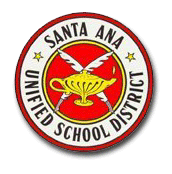 SANTA ANA
UNIFIED SCHOOL DISTRICT